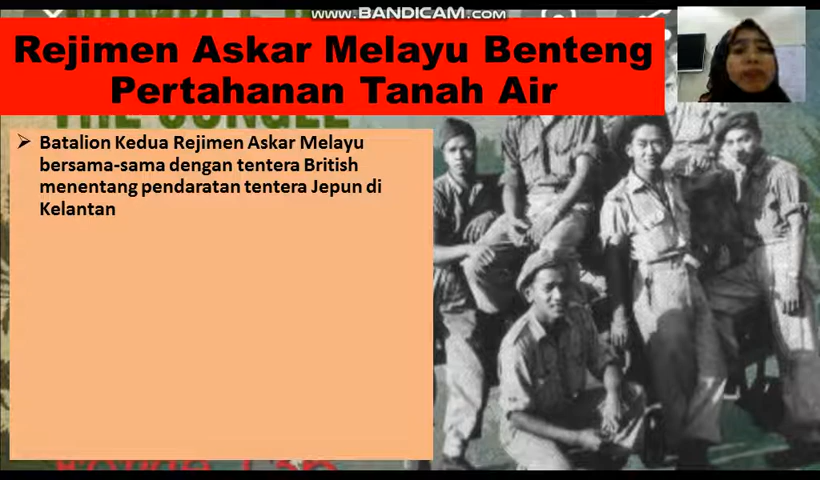 WWW.BANDICAM.COM
Rejimen Askar Melayu Benteng
Pertahanan Tanah Air
Batalion Kedua Rejimen Askar Melayu
bersama-sama dengan tentera British
menentang pendaratan tentera Jepun di
Kelantan